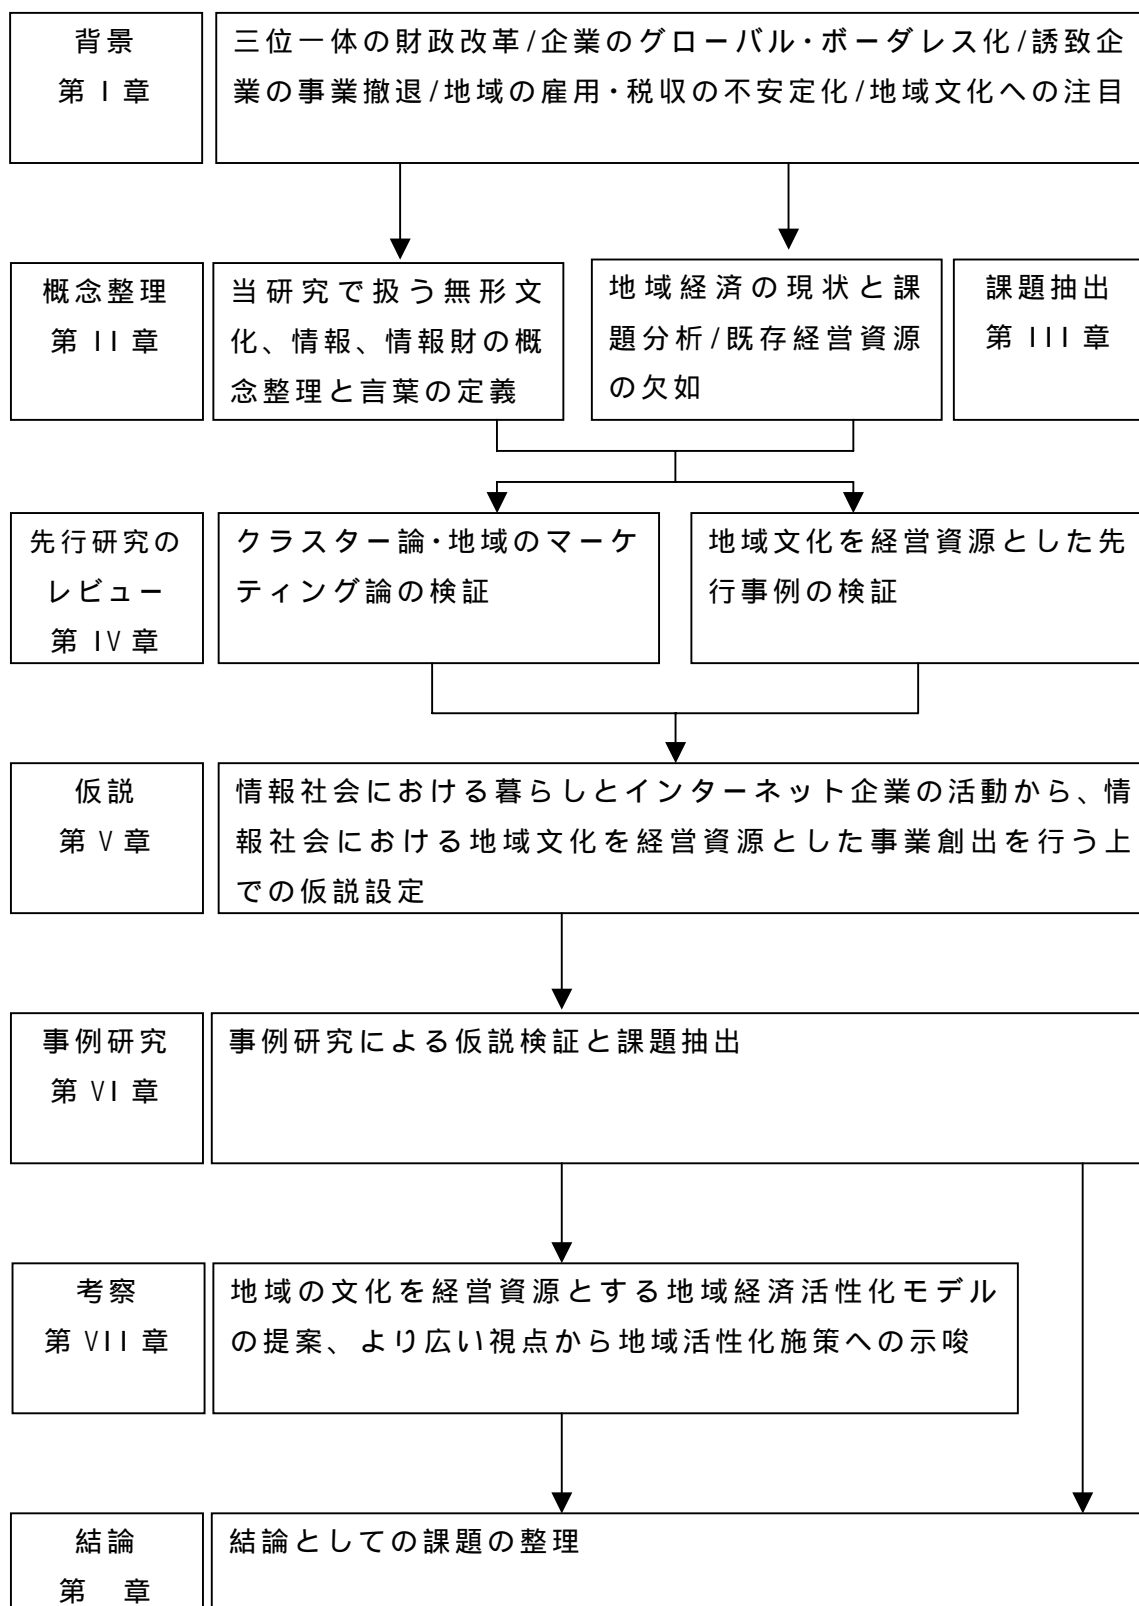 背景
第 I 章
三位一体の財政改革/企業のグローバル・ボーダレス化/誘致企
業の事業撤退/地域の雇用・税収の不安定化/地域文化への注目
概念整理
第 II 章
当研究で扱う無形文
化、情報、情報財の概
念整理と言葉の定義
地域経済の現状と課
題分析/既存経営資源
の欠如
課題抽出
第 III 章
先行研究の
レビュー
第 IV 章
クラスター論・地域のマーケ
ティング論の検証
地域文化を経営資源とした先
行事例の検証
仮説
第 V 章
情報社会における暮らしとインターネット企業の活動から、情
報社会における地域文化を経営資源とした事業創出を行う上
での仮説設定
事例研究
第 VI 章
事例研究による仮説検証と課題抽出
考察
第 VII 章
地域の文化を経営資源とする地域経済活性化モデル
の提案、より広い視点から地域活性化施策への示唆
結論
第　章
結論としての課題の整理